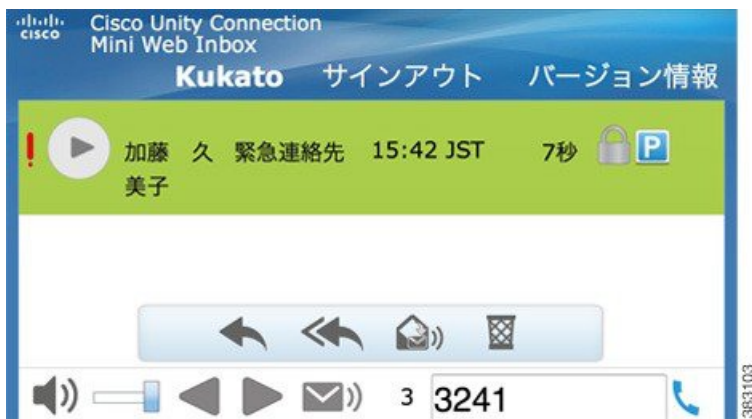 CISCO
Cisco Unity Connection
Mini Web Inbox
Kukato サインアウト バージョン情報
! 加藤 久 緊急連絡先 15:42 JST 7秒 P
美子
3 3241
383103